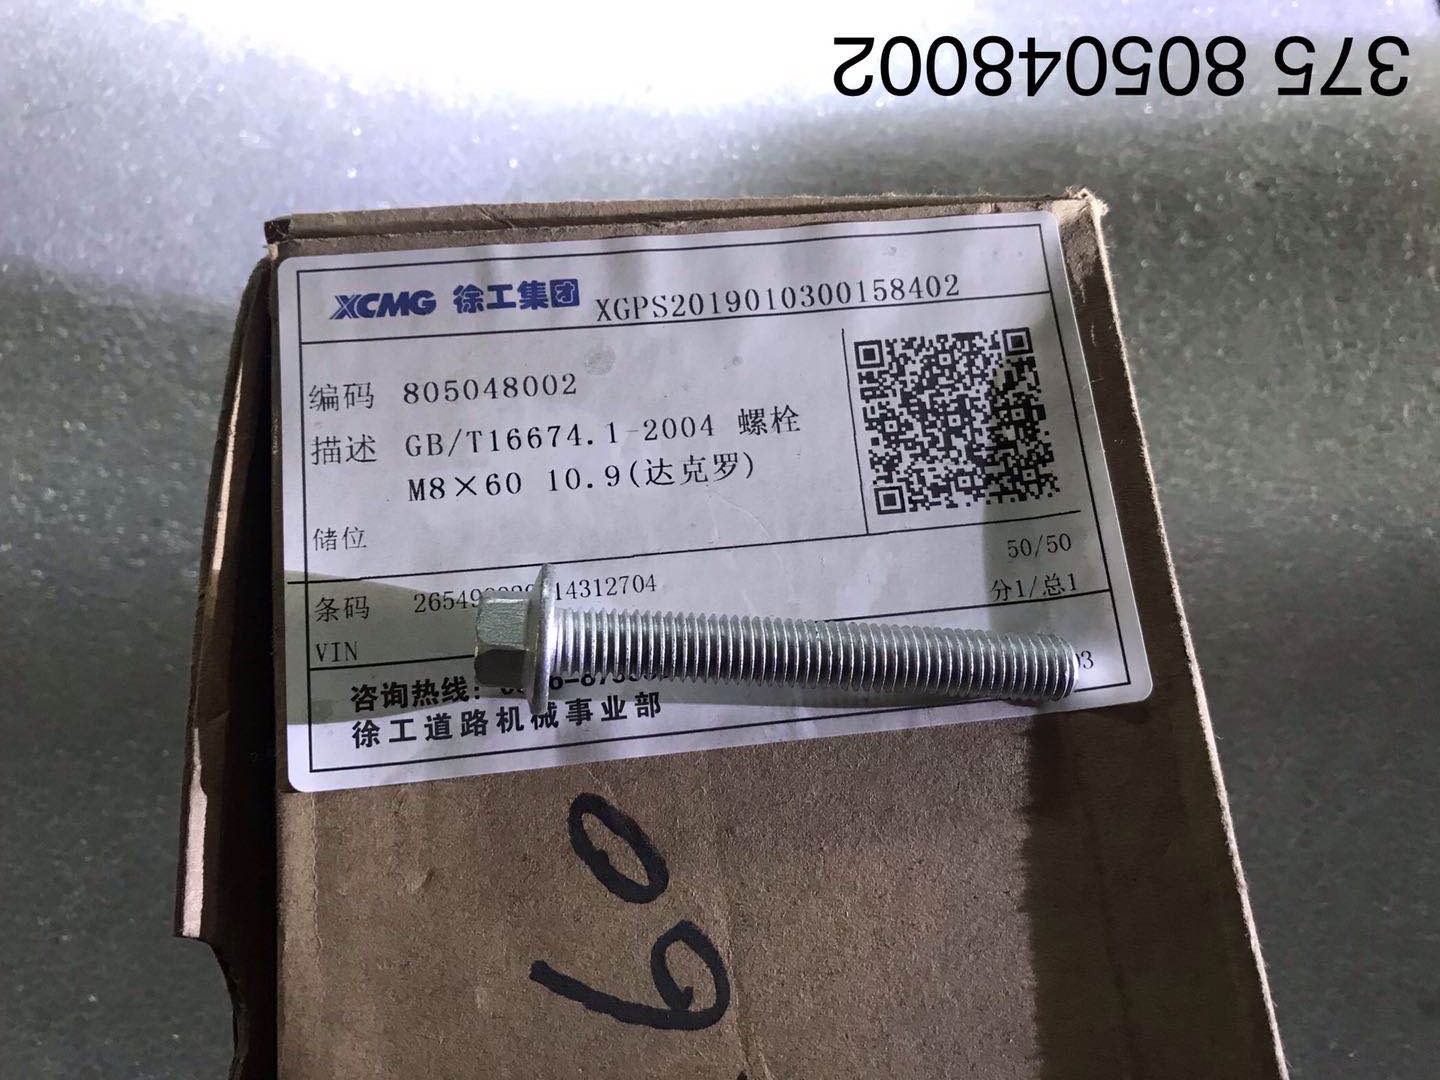 375 805048002
XCMG 徐工集团 XGPS2019010300158402
编码 805048002
描述 GB/T16674.1-2004 螺栓
M8×60 10.9(达克罗)
储位
50/50
条码 26549 14312704
分1/总1
VIN
咨询热线:
徐工道路机械事业部
60